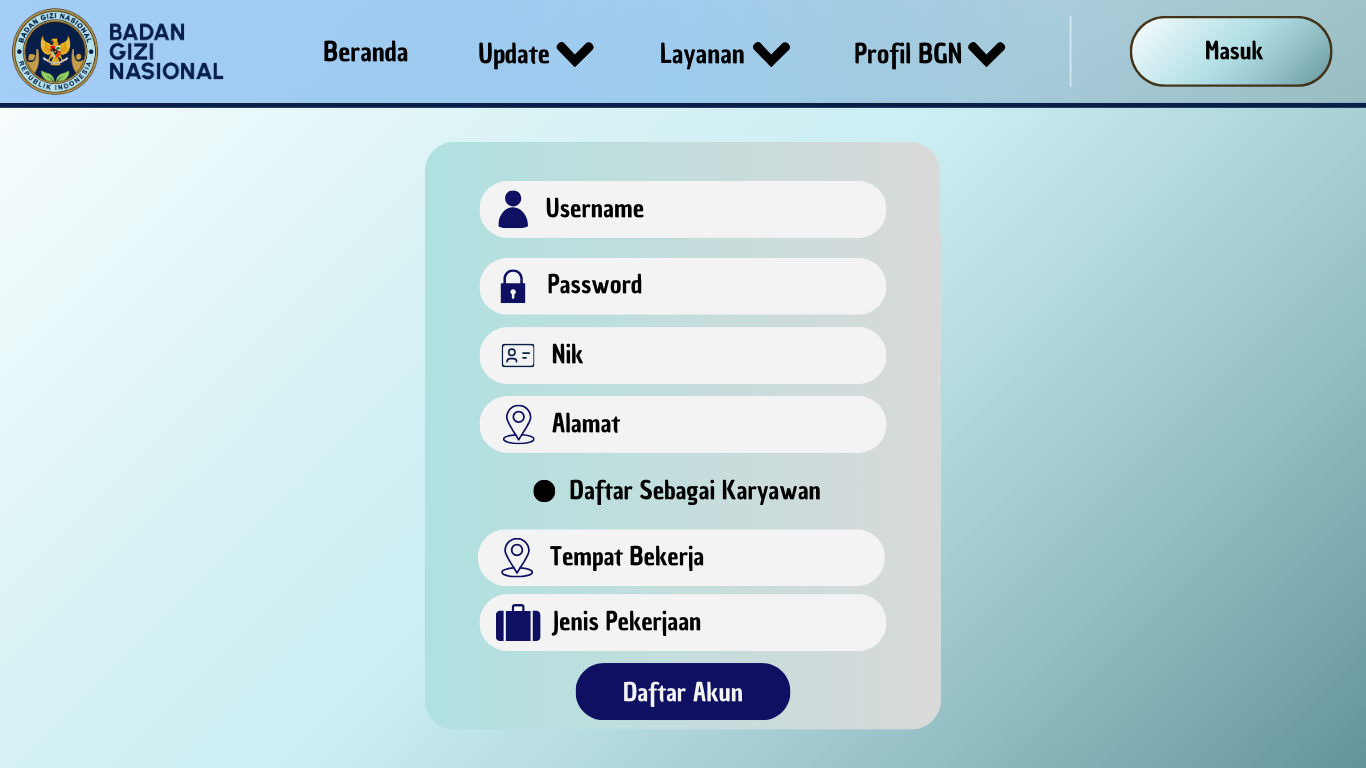 BADAN GIZI NASIONAL
REPUBLIK INDONESIA
BADAN
GIZI
NASIONAL
Beranda
Update
Layanan
Profil BGN
Masuk
Username
Password
Nik
Alamat
Daftar Sebagai Karyawan
Tempat Bekerja
Jenis Pekerjaan
Daftar Akun